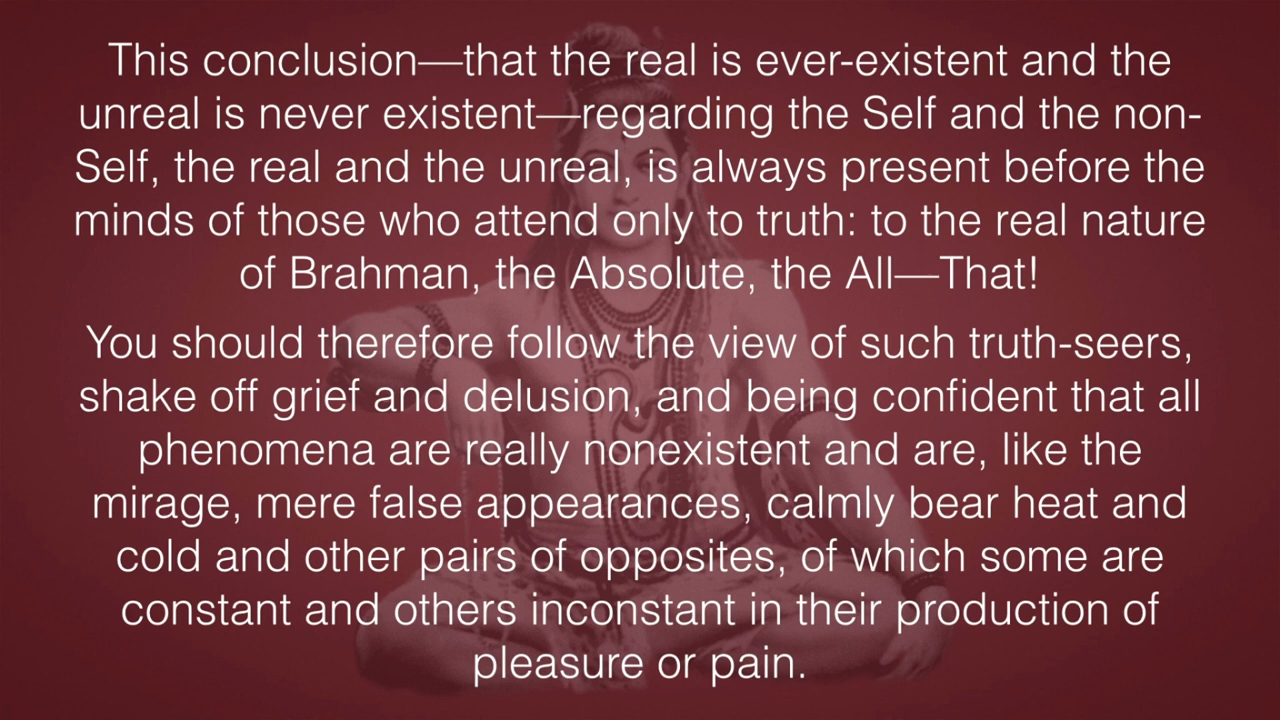 This conclusion—that the real is ever-existent and the
unreal is never existent—regarding the Self and the non-
Self, the real and the unreal, is always present before the
minds of those who attend only to truth: to the real nature
of Brahman, the Absolute, the All—That!
You should therefore follow the view of such truth-seers,
shake off grief and delusion, and being confident that all
phenomena are really nonexistent and are, like the
mirage, mere false appearances, calmly bear heat and
cold and other pairs of opposites, of which some are
constant and others inconstant in their production of
pleasure or pain.